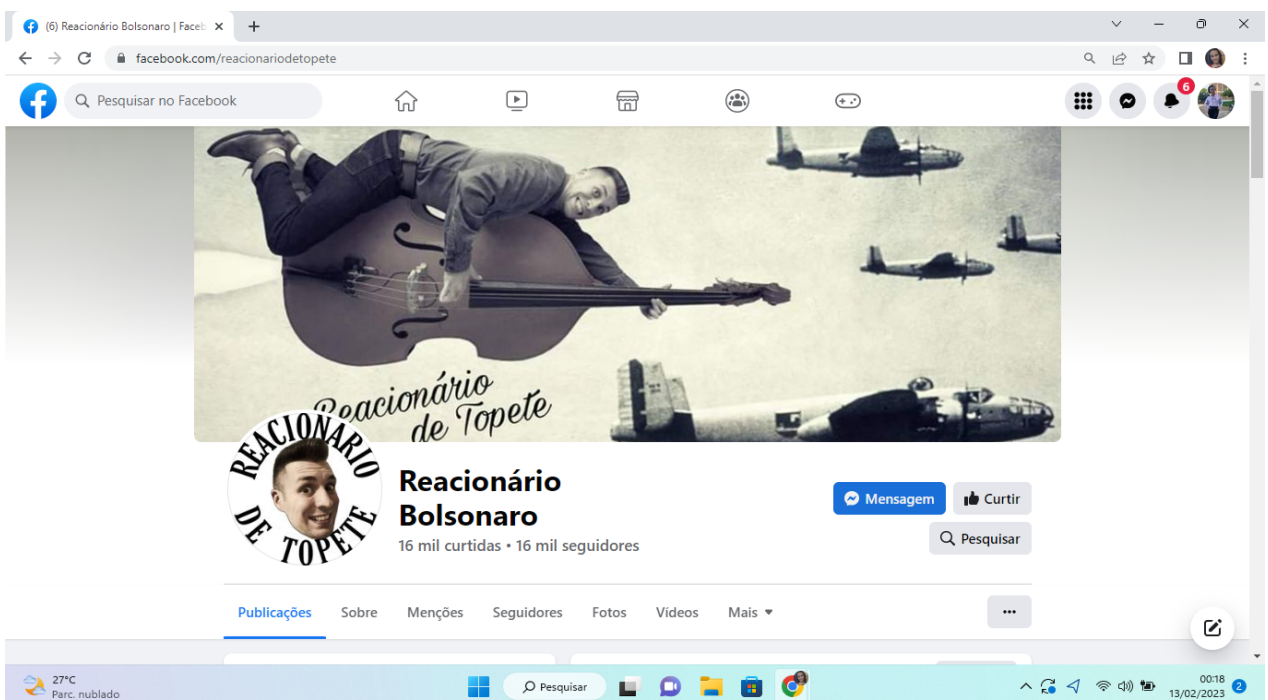 (6) Reacionário Bolsonaro | Faceb
facebook.com/reacionariodetopete
Pesquisar no Facebook
6
Reacionário
de Topete
REACIONÁRIO
DE TOPETE
Reacionário
Bolsonaro
16 mil curtidas • 16 mil seguidores
Mensagem
Curtir
Pesquisar
Publicações Sobre Menções Seguidores Fotos Vídeos Mais
27°C
Parc. nublado
Pesquisar
00:18
13/02/2023
2